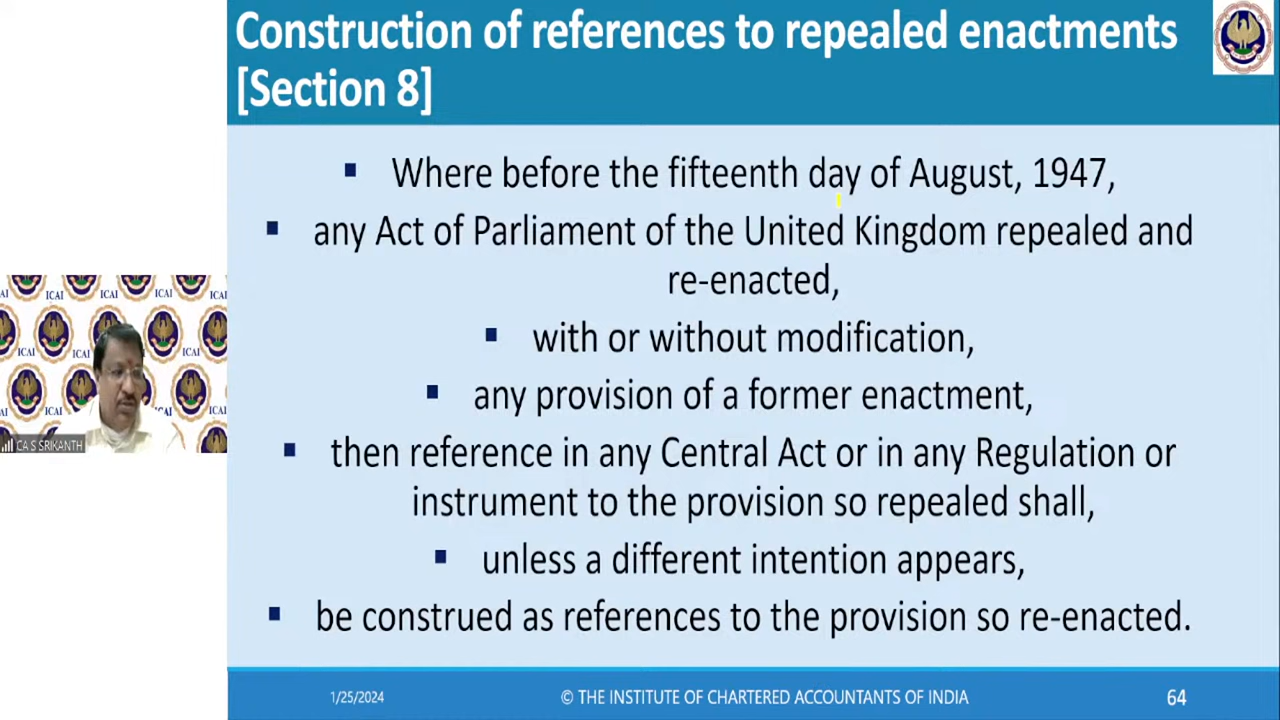 Construction of references to repealed enactments
[Section 8]
▪ Where before the fifteenth day of August, 1947,
▪ any Act of Parliament of the United Kingdom repealed and
re-enacted,
▪ with or without modification,
▪ any provision of a former enactment,
▪ then reference in any Central Act or in any Regulation or
instrument to the provision so repealed shall,
▪ unless a different intention appears,
▪ be construed as references to the provision so re-enacted.
ICAI
ICAI
ICAI
ICAI
CA S SRIKANTH
1/25/2024
© THE INSTITUTE OF CHARTERED ACCOUNTANTS OF INDIA
64